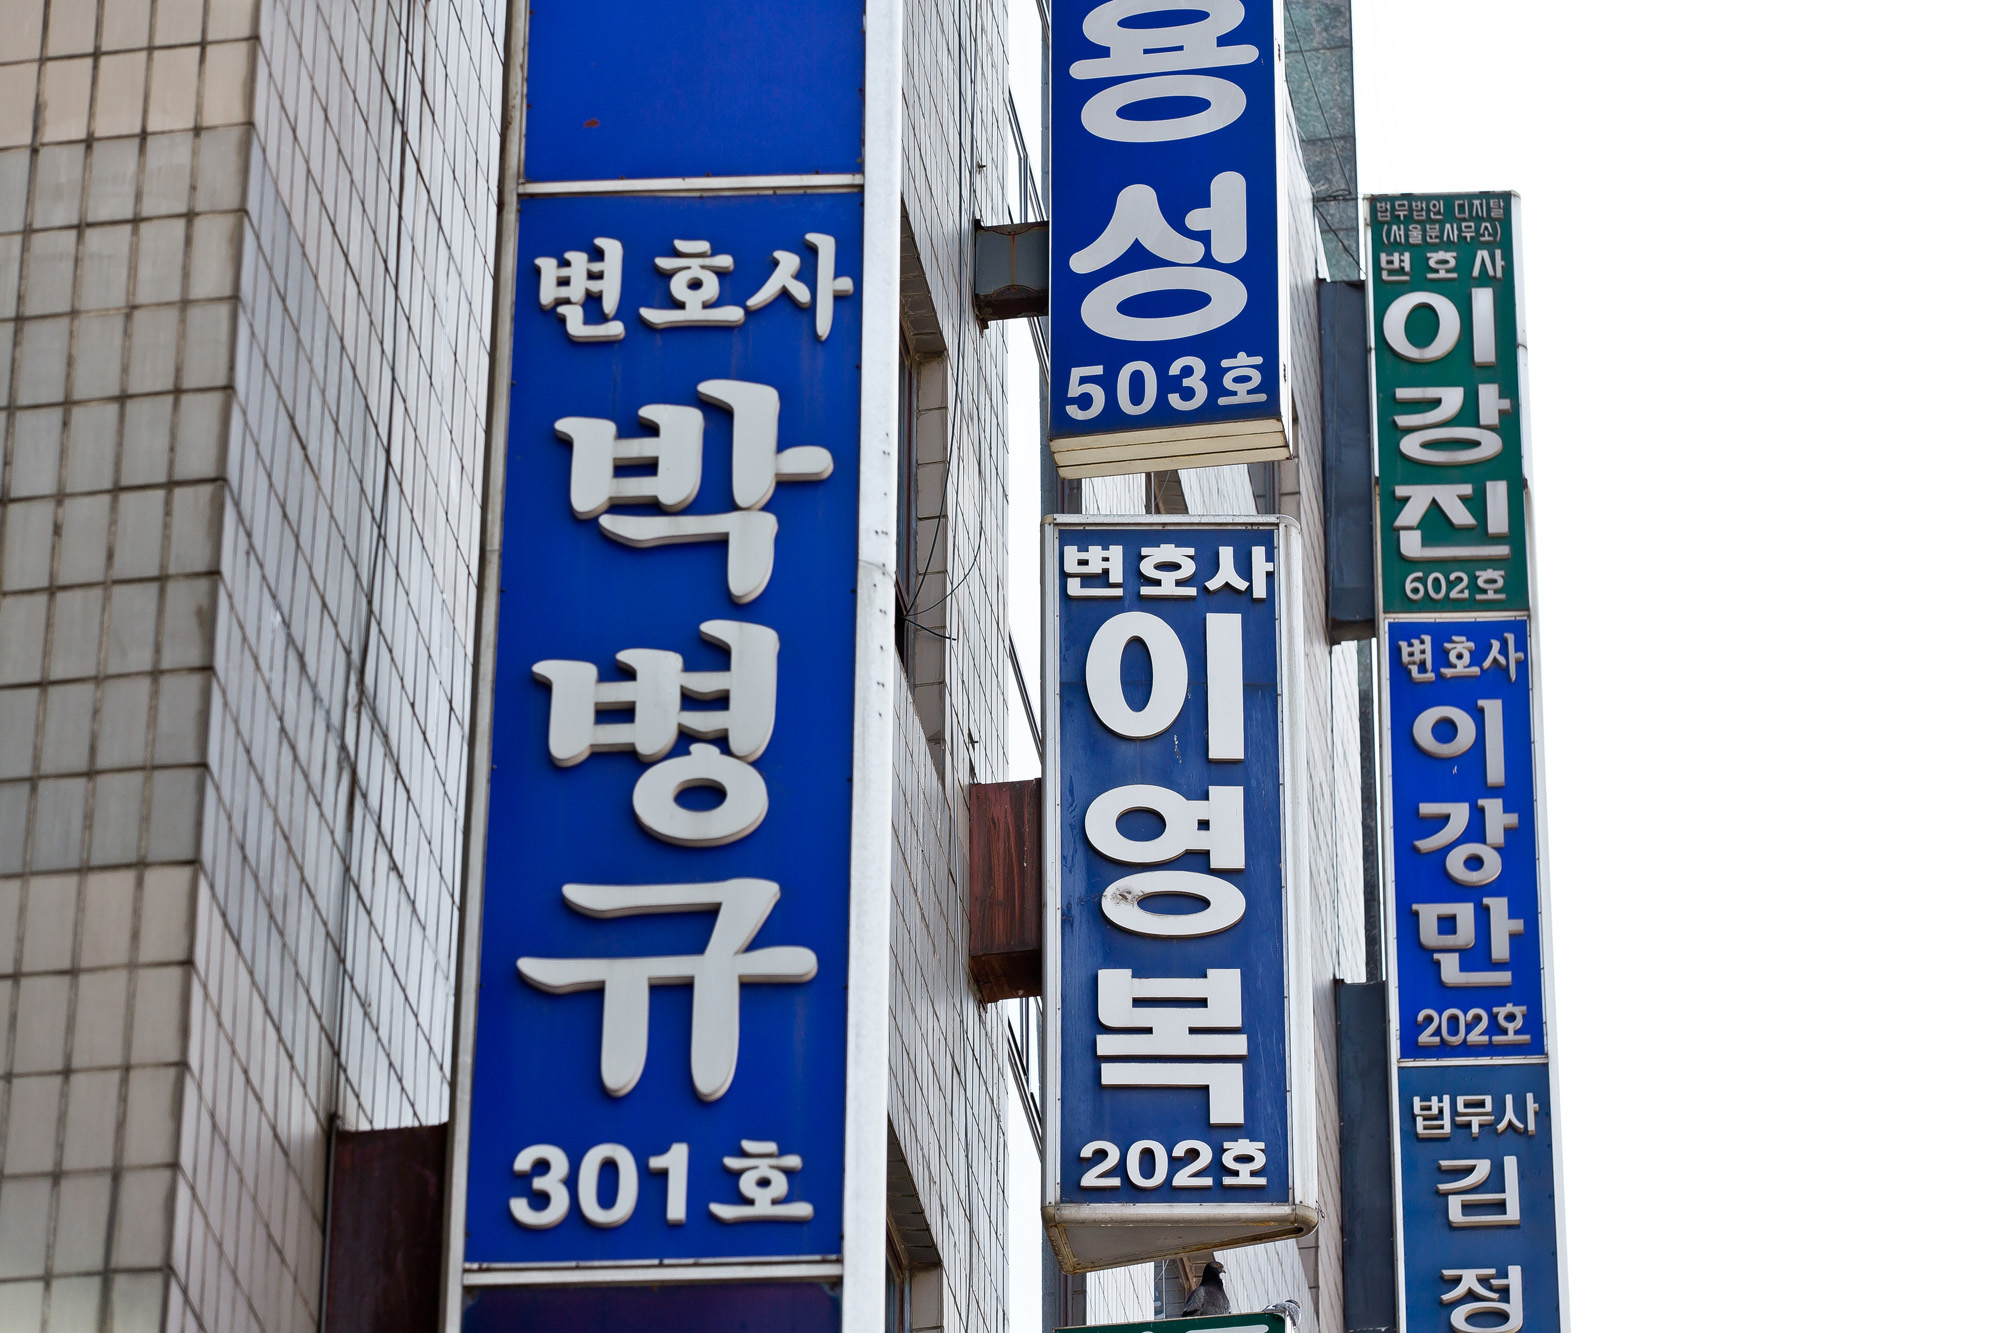 변호사
박병규
301호
용성
503호
변호사
이영복
202호
법무법인 디지탈
(서울분사무소)
변호사
이강진
602호
변호사
이강만
202호
법무사
김정